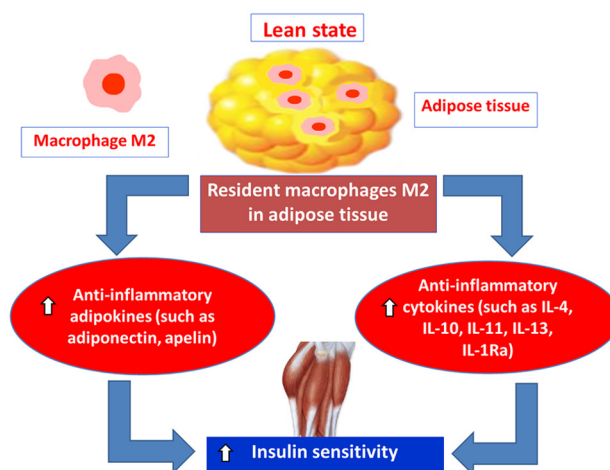 Lean state
Macrophage M2
Adipose tissue
Resident macrophages M2
in adipose tissue
Anti-inflammatory
adipokines (such as
adiponectin, apelin)
Anti-inflammatory
cytokines (such as IL-4,
IL-10, IL-11, IL-13,
IL-1Ra)
Insulin sensitivity